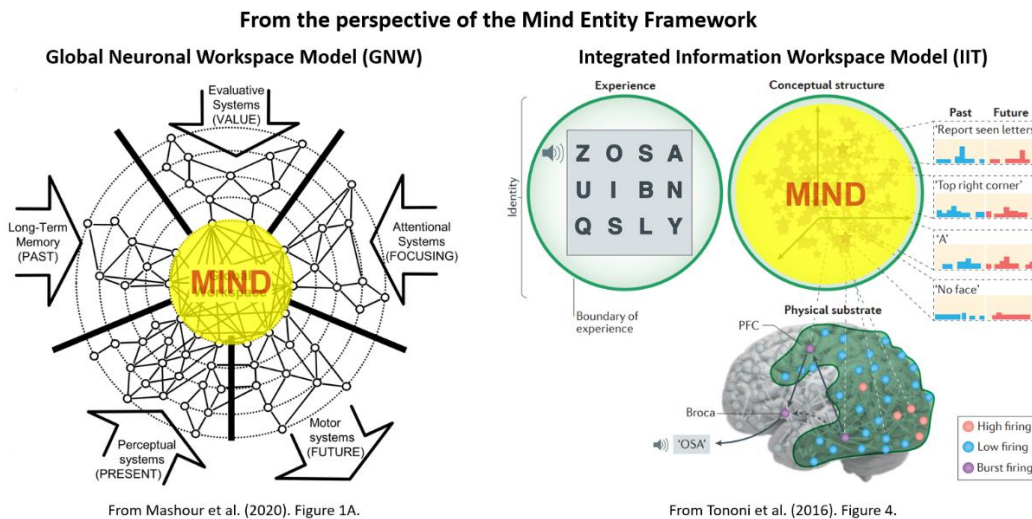 From the perspective of the Mind Entity Framework
Global Neuronal Workspace Model (GNW)
Evaluative
Systems
(VALUE)
Long-Term
Memory
(PAST)
Attentional
Systems
(FOCUSING)
MIND
Global
Workspace
Perceptual
systems
(PRESENT)
Motor
systems
(FUTURE)
From Mashour et al. (2020). Figure 1A.
Integrated Information Workspace Model (IIT)
Experience
Conceptual structure
Identity
Z O S A
U I B N
Q S L Y
Boundary of
experience
MIND
Past Future
'Report seen letters'
'Top right corner'
'A'
'No face'
Physical substrate
PFC
Broca
'OSA'
High firing
Low firing
Burst firing
From Tononi et al. (2016). Figure 4.